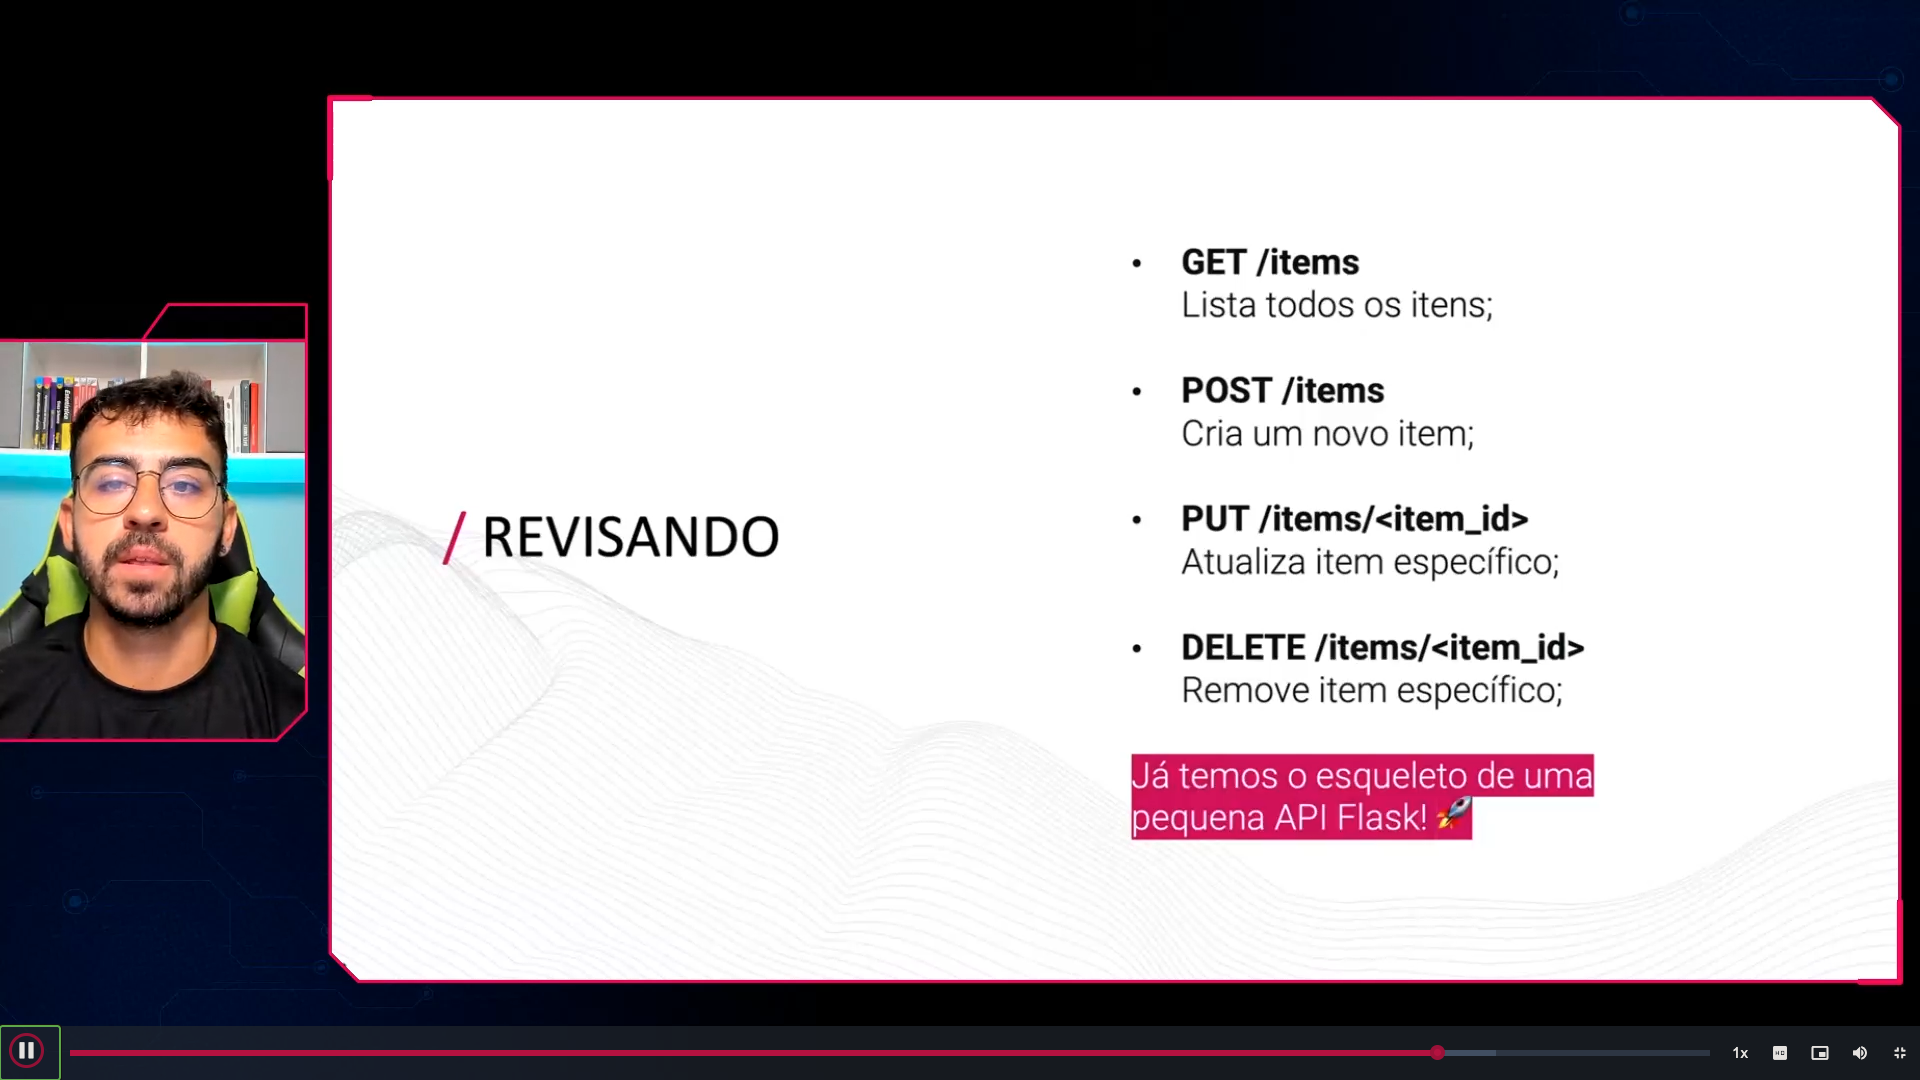 / REVISANDO
• GET /items
Lista todos os itens;
• POST /items
Cria um novo item;
• PUT /items/<item_id>
Atualiza item específico;
• DELETE /items/<item_id>
Remove item específico;
Já temos o esqueleto de uma
pequena API Flask! 🚀
1x